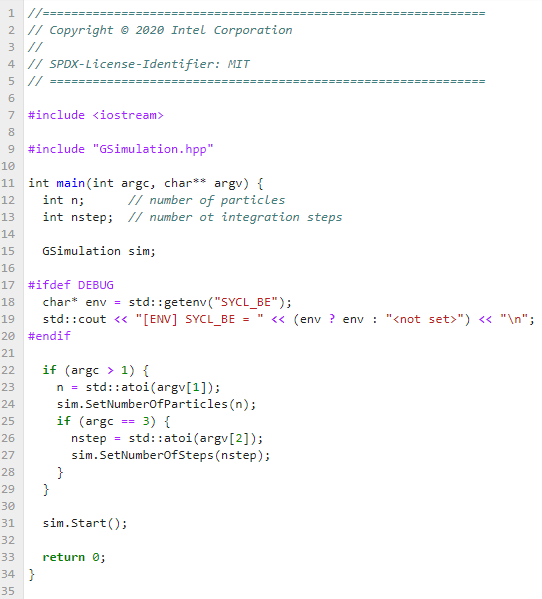 1 //==============================================================
2 // Copyright © 2020 Intel Corporation
3 //
4 // SPDX-License-Identifier: MIT
5 // =============================================================
6
7 #include <iostream>
8
9 #include "GSimulation.hpp"
10
11 int main(int argc, char** argv) {
12   int n;      // number of particles
13   int nstep;  // number ot integration steps
14
15   GSimulation sim;
16
17 #ifdef DEBUG
18   char* env = std::getenv("SYCL_BE");
19   std::cout << "[ENV] SYCL_BE = " << (env ? env : "<not set>") << "\n";
20 #endif
21
22   if (argc > 1) {
23     n = std::atoi(argv[1]);
24     sim.SetNumberOfParticles(n);
25     if (argc == 3) {
26       nstep = std::atoi(argv[2]);
27       sim.SetNumberOfSteps(nstep);
28     }
29   }
30
31   sim.Start();
32
33   return 0;
34 }
35